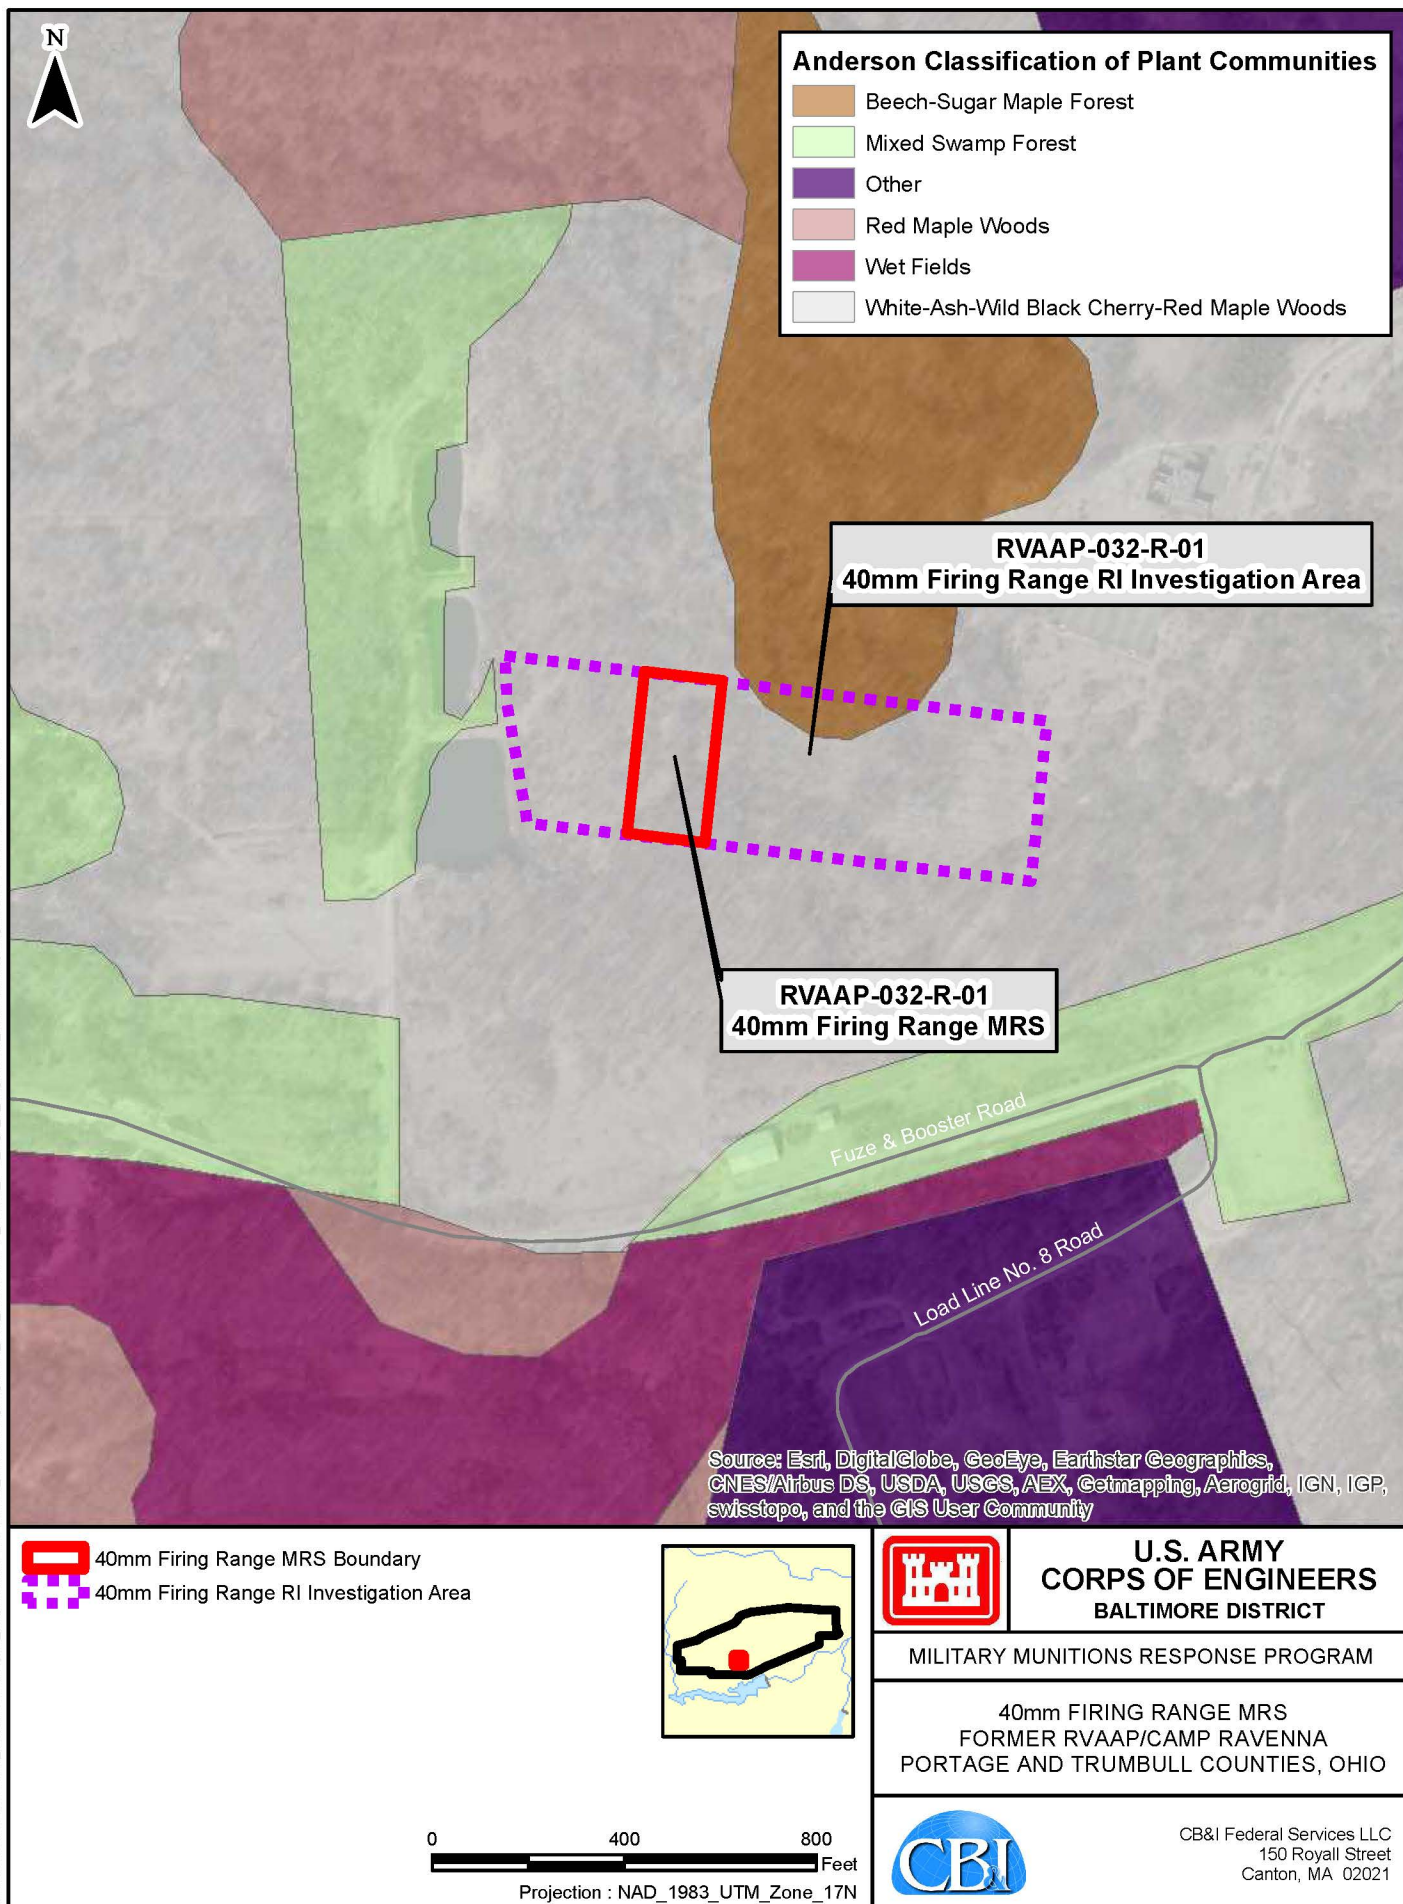 N
Anderson Classification of Plant Communities
Beech-Sugar Maple Forest
Mixed Swamp Forest
Other
Red Maple Woods
Wet Fields
White-Ash-Wild Black Cherry-Red Maple Woods
RVAAP-032-R-01
40mm Firing Range RI Investigation Area
RVAAP-032-R-01
40mm Firing Range MRS
Fuze & Booster Road
Load Line No. 8 Road
Source: Esri, DigitalGlobe, GeoEye, Earthstar Geographics,
CNES/Airbus DS, USDA, USGS, AEX, Getmapping, Aerogrid, IGN, IGP,
swisstopo, and the GIS User Community
40mm Firing Range MRS Boundary
40mm Firing Range RI Investigation Area
0 400 800
Feet
Projection : NAD_1983_UTM_Zone_17N
U.S. ARMY
CORPS OF ENGINEERS
BALTIMORE DISTRICT
MILITARY MUNITIONS RESPONSE PROGRAM
40mm FIRING RANGE MRS
FORMER RVAAP/CAMP RAVENNA
PORTAGE AND TRUMBULL COUNTIES, OHIO
CB&I
CB&I Federal Services LLC
150 Royall Street
Canton, MA 02021